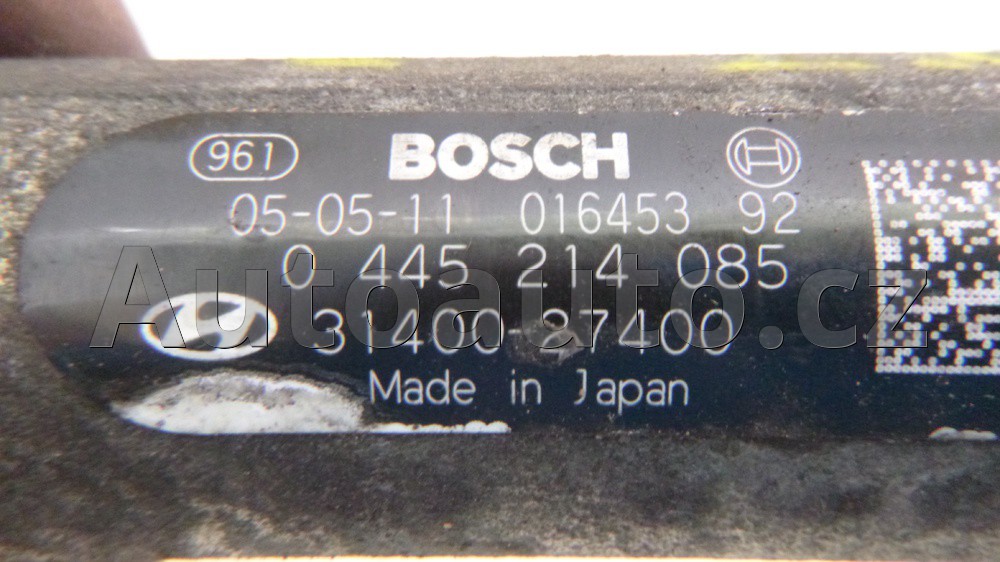 961 BOSCH
05-05-11 016453 92
0 445 214 085
31400-27400
Made in Japan
Autoauto.cz